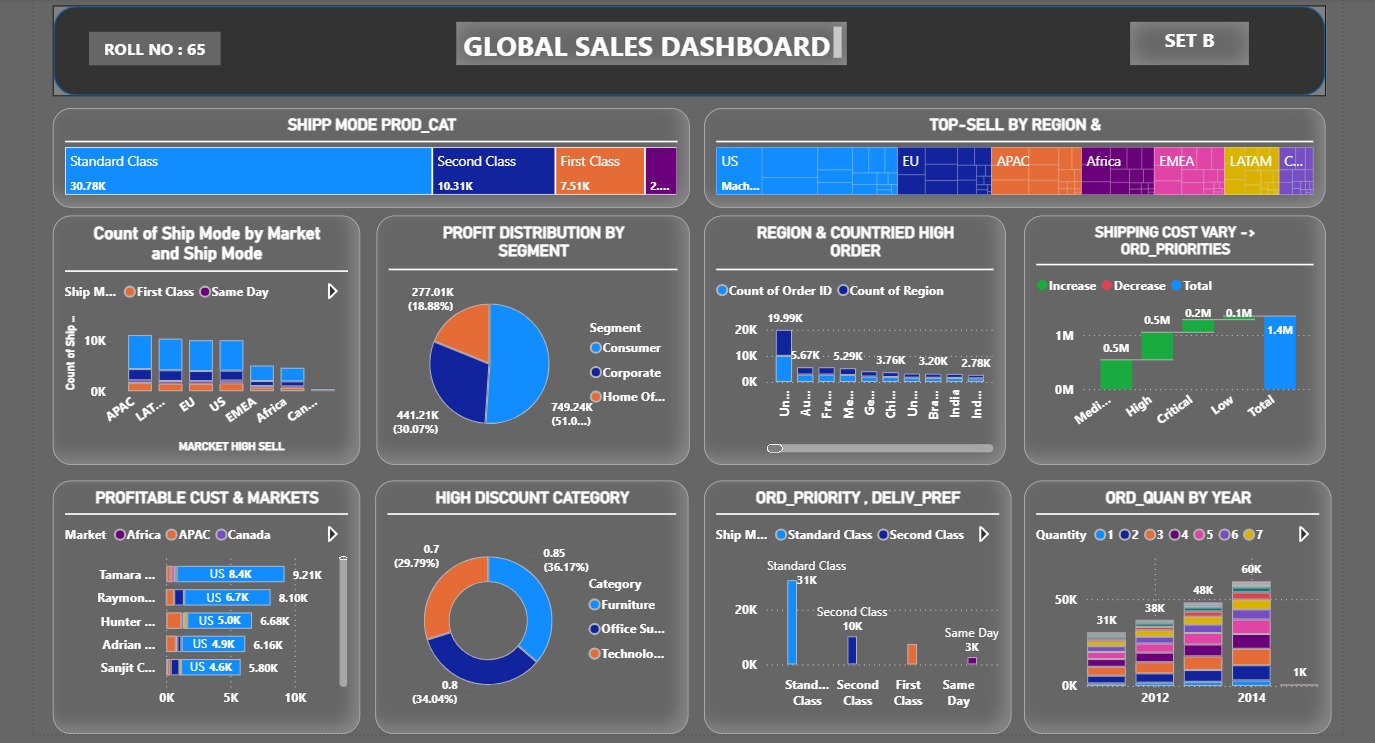 ROLL NO : 65
GLOBAL SALES DASHBOARD
SET B
SHIPP MODE PROD_CAT
Standard Class
30.78K
Second Class
10.31K
First Class
7.51K
2....
TOP-SELL BY REGION &
US
Mach...
EU
APAC
Africa
EMEA
LATAM
C...
Count of Ship Mode by Market
and Ship Mode
Ship M... First Class Same Day
Count of Ship ...
10K
0K
APAC LAT... EU US EMEA Africa Can...
MARCKET HIGH SELL
PROFIT DISTRIBUTION BY
SEGMENT
277.01K
(18.88%)
441.21K
(30.07%)
749.24K
(51.0...)
Segment
Consumer
Corporate
Home Of...
REGION & COUNTRIED HIGH
ORDER
Count of Order ID Count of Region
19.99K
20K
10K
0K
5.67K 5.29K 3.76K 3.20K 2.78K
Un... Au... Fra... Me... Ge... Chi... Un... Bra... India Ind...
SHIPPING COST VARY ->
ORD_PRIORITIES
Increase Decrease Total
1M
0M
0.5M 0.5M 0.2M 0.1M 1.4M
Medi... High Critical Low Total
PROFITABLE CUST & MARKETS
Market Africa APAC Canada
Tamara ... US 8.4K 9.21K
Raymon... US 6.7K 8.10K
Hunter ... US 5.0K 6.68K
Adrian ... US 4.9K 6.16K
Sanjit C... US 4.6K 5.80K
0K 5K 10K
HIGH DISCOUNT CATEGORY
0.7
(29.79%)
0.85
(36.17%)
0.8
(34.04%)
Category
Furniture
Office Su...
Technolo...
ORD_PRIORITY , DELIV_PREF
Ship M... Standard Class Second Class
Standard Class
31K
20K
0K
Second Class
10K
Same Day
3K
Stand... Second First Same
Class Class Class Day
ORD_QUAN BY YEAR
Quantity 1 2 3 4 5 6 7
50K
0K
31K 38K 48K 60K 1K
2012 2014